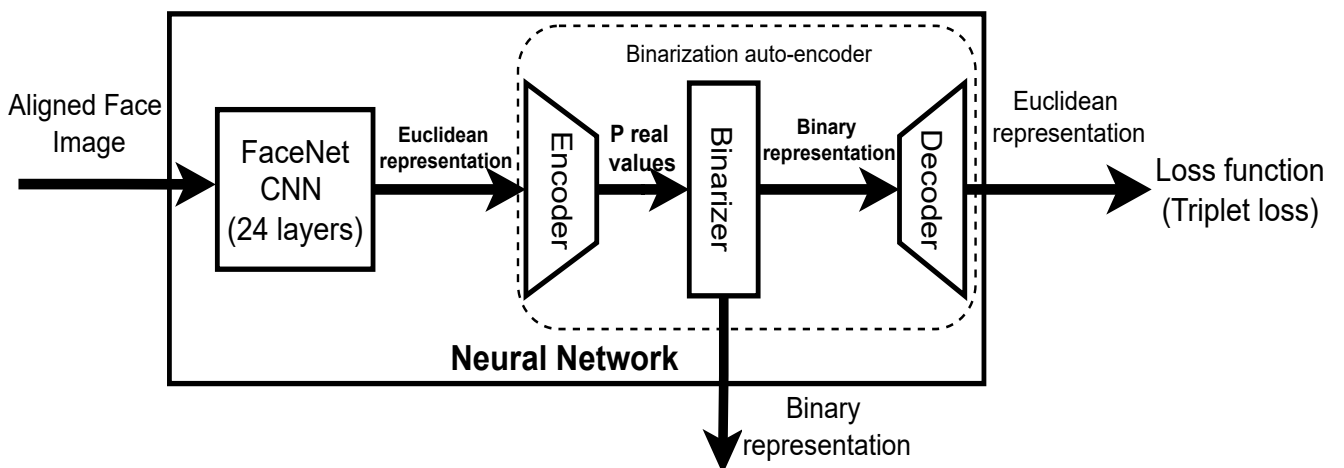 Binarization auto-encoder
Aligned Face
Image
FaceNet
CNN
(24 layers)
Euclidean
representation
Encoder
P real
values
Binarizer
Binary
representation
Decoder
Euclidean
representation
Loss function
(Triplet loss)
Neural Network
Binary
representation